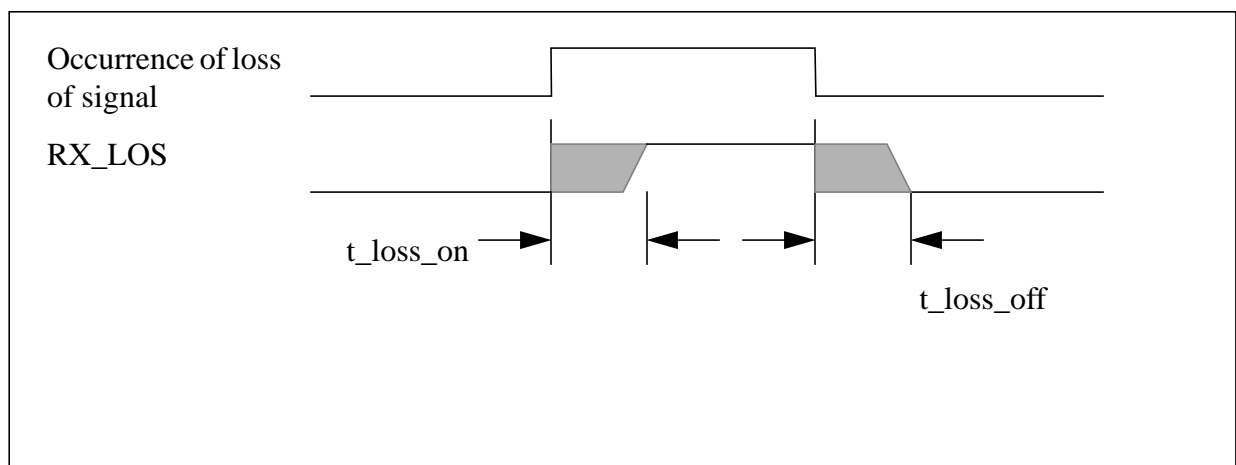 Occurrence of loss
of signal
RX_LOS
t_loss_on
t_loss_off